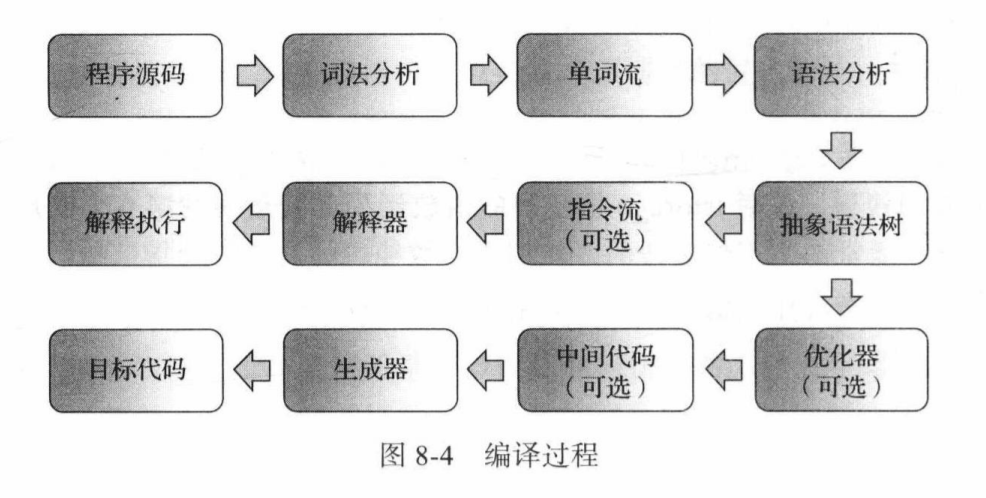 程序源码
词法分析
单词流
语法分析
解释执行
解释器
指令流
（可选）
抽象语法树
目标代码
生成器
中间代码
（可选）
优化器
（可选）
图 8-4 编译过程